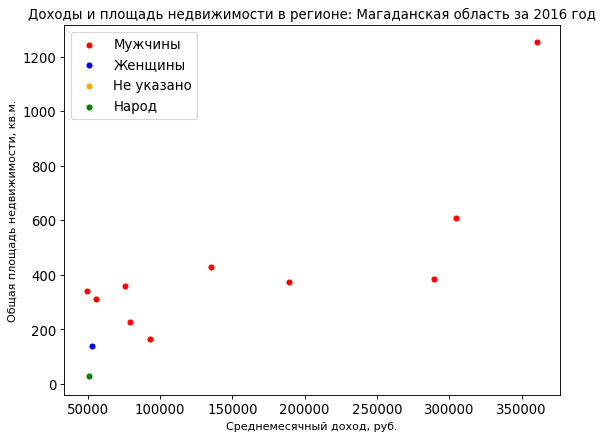 Доходы и площадь недвижимости в регионе: Магаданская область за 2016 год
Мужчины
Женщины
Не указано
Народ
Общая площадь недвижимости, кв.м.
1200
1000
800
600
400
200
0
50000 100000 150000 200000 250000 300000 350000
Среднемесячный доход, руб.